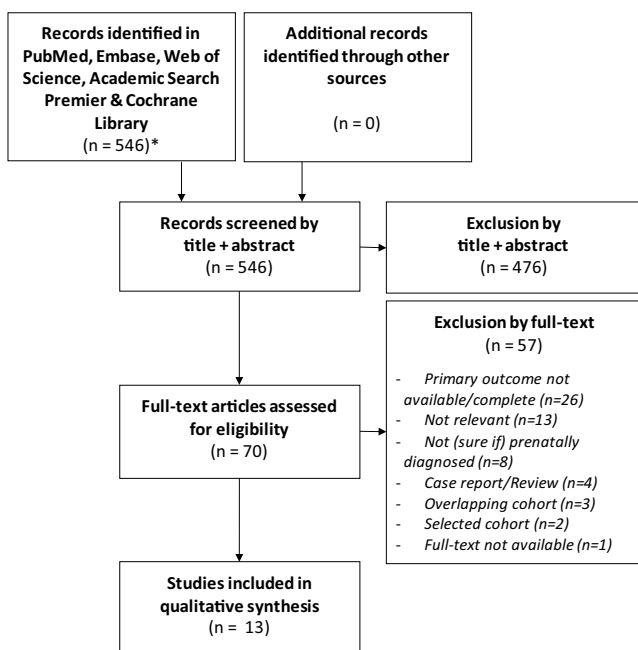 Records identified in
PubMed, Embase, Web of
Science, Academic Search
Premier & Cochrane
Library
(n = 546)*
Additional records
identified through other
sources
(n = 0)
Records screened by
title + abstract
(n = 546)
Exclusion by
title + abstract
(n = 476)
Exclusion by full-text
(n = 57)
- Primary outcome not
available/complete (n=26)
- Not relevant (n=13)
- Not (sure if) prenatally
diagnosed (n=8)
- Case report/Review (n=4)
- Overlapping cohort (n=3)
- Selected cohort (n=2)
- Full-text not available (n=1)
Full-text articles assessed
for eligibility
(n = 70)
Studies included in
qualitative synthesis
(n = 13)